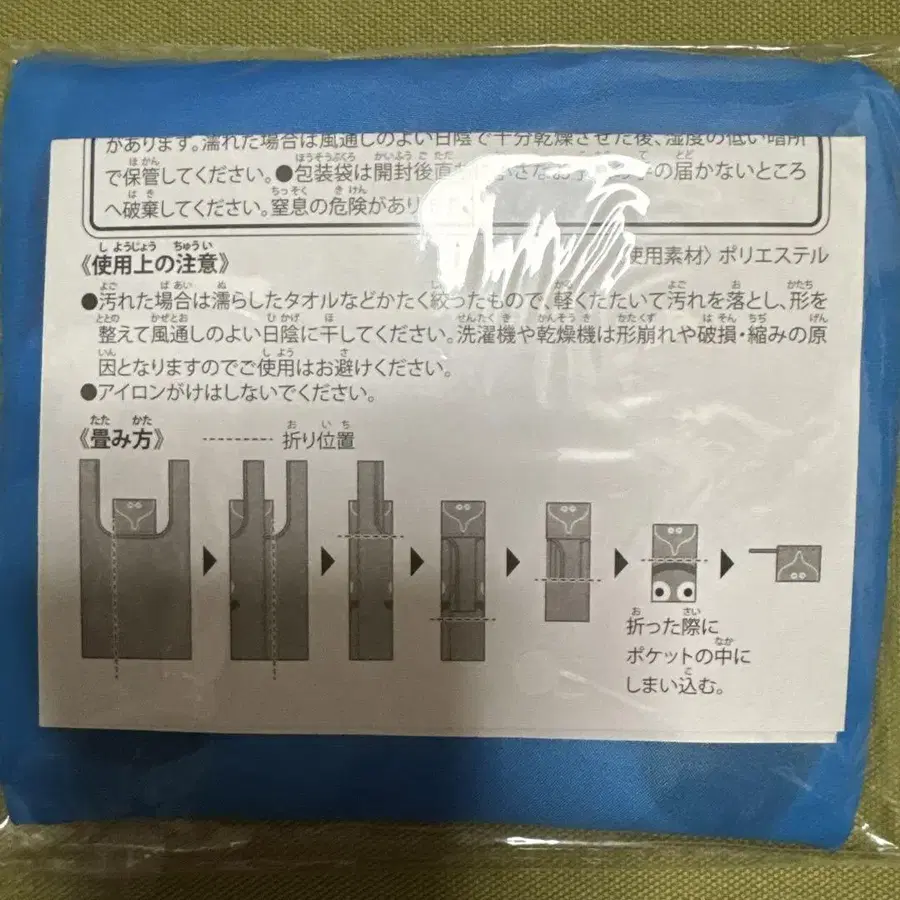 があります。濡れた場合は風通しのよい日陰で十分乾燥させた後、湿度の低い暗所
で保管してください。●包装袋は開封後直 の届かないところ
へ破棄してください。窒息の危険があり
《使用上の注意》
使用素材〉ポリエステル
●汚れた場合は濡らしたタオルなどかたく絞ったもので、軽くたたいて汚れを落とし、形を
整えて風通しのよい日陰に干してください。洗濯機や乾燥機は形崩れや破損・縮みの原
因となりますのでご使用はお避けください。
●アイロンがけはしないでください。
《畳み方》 折り位置
折った際に
ポケットの中に
しまい込む。